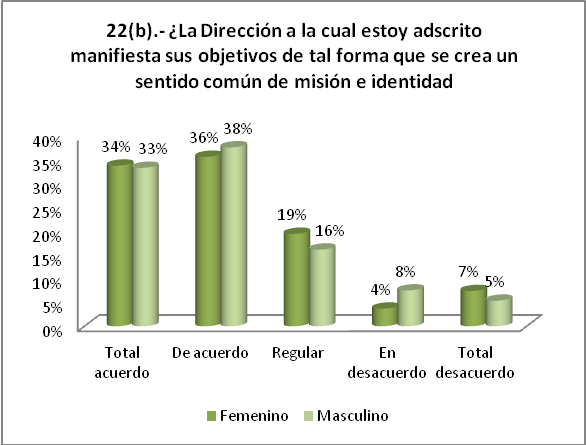 22(b).- ¿La Dirección a la cual estoy adscrito
manifiesta sus objetivos de tal forma que se crea un
sentido común de misión e identidad
40%
35%
30%
25%
20%
15%
10%
5%
0%
34%
33%
36%
38%
19%
16%
4%
8%
7%
5%
Total
acuerdo
De acuerdo
Regular
En
desacuerdo
Total
desacuerdo
Femenino
Masculino